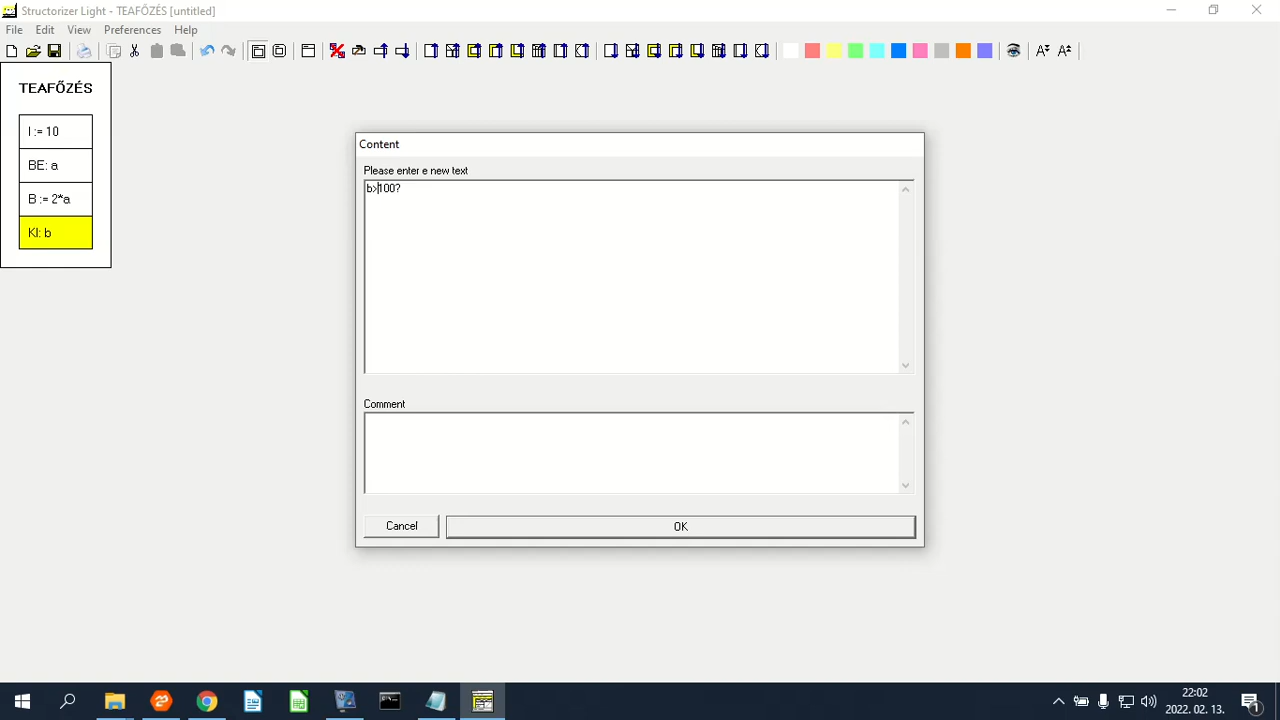 Structorizer Light - TEAFŐZÉS [untitled]
File Edit View Preferences Help
TEAFŐZÉS
I := 10
BE: a
B := 2*a
KI: b
Content
Please enter e new text
b>100?
Comment
Cancel
OK
22:02
2022. 02. 13.
1